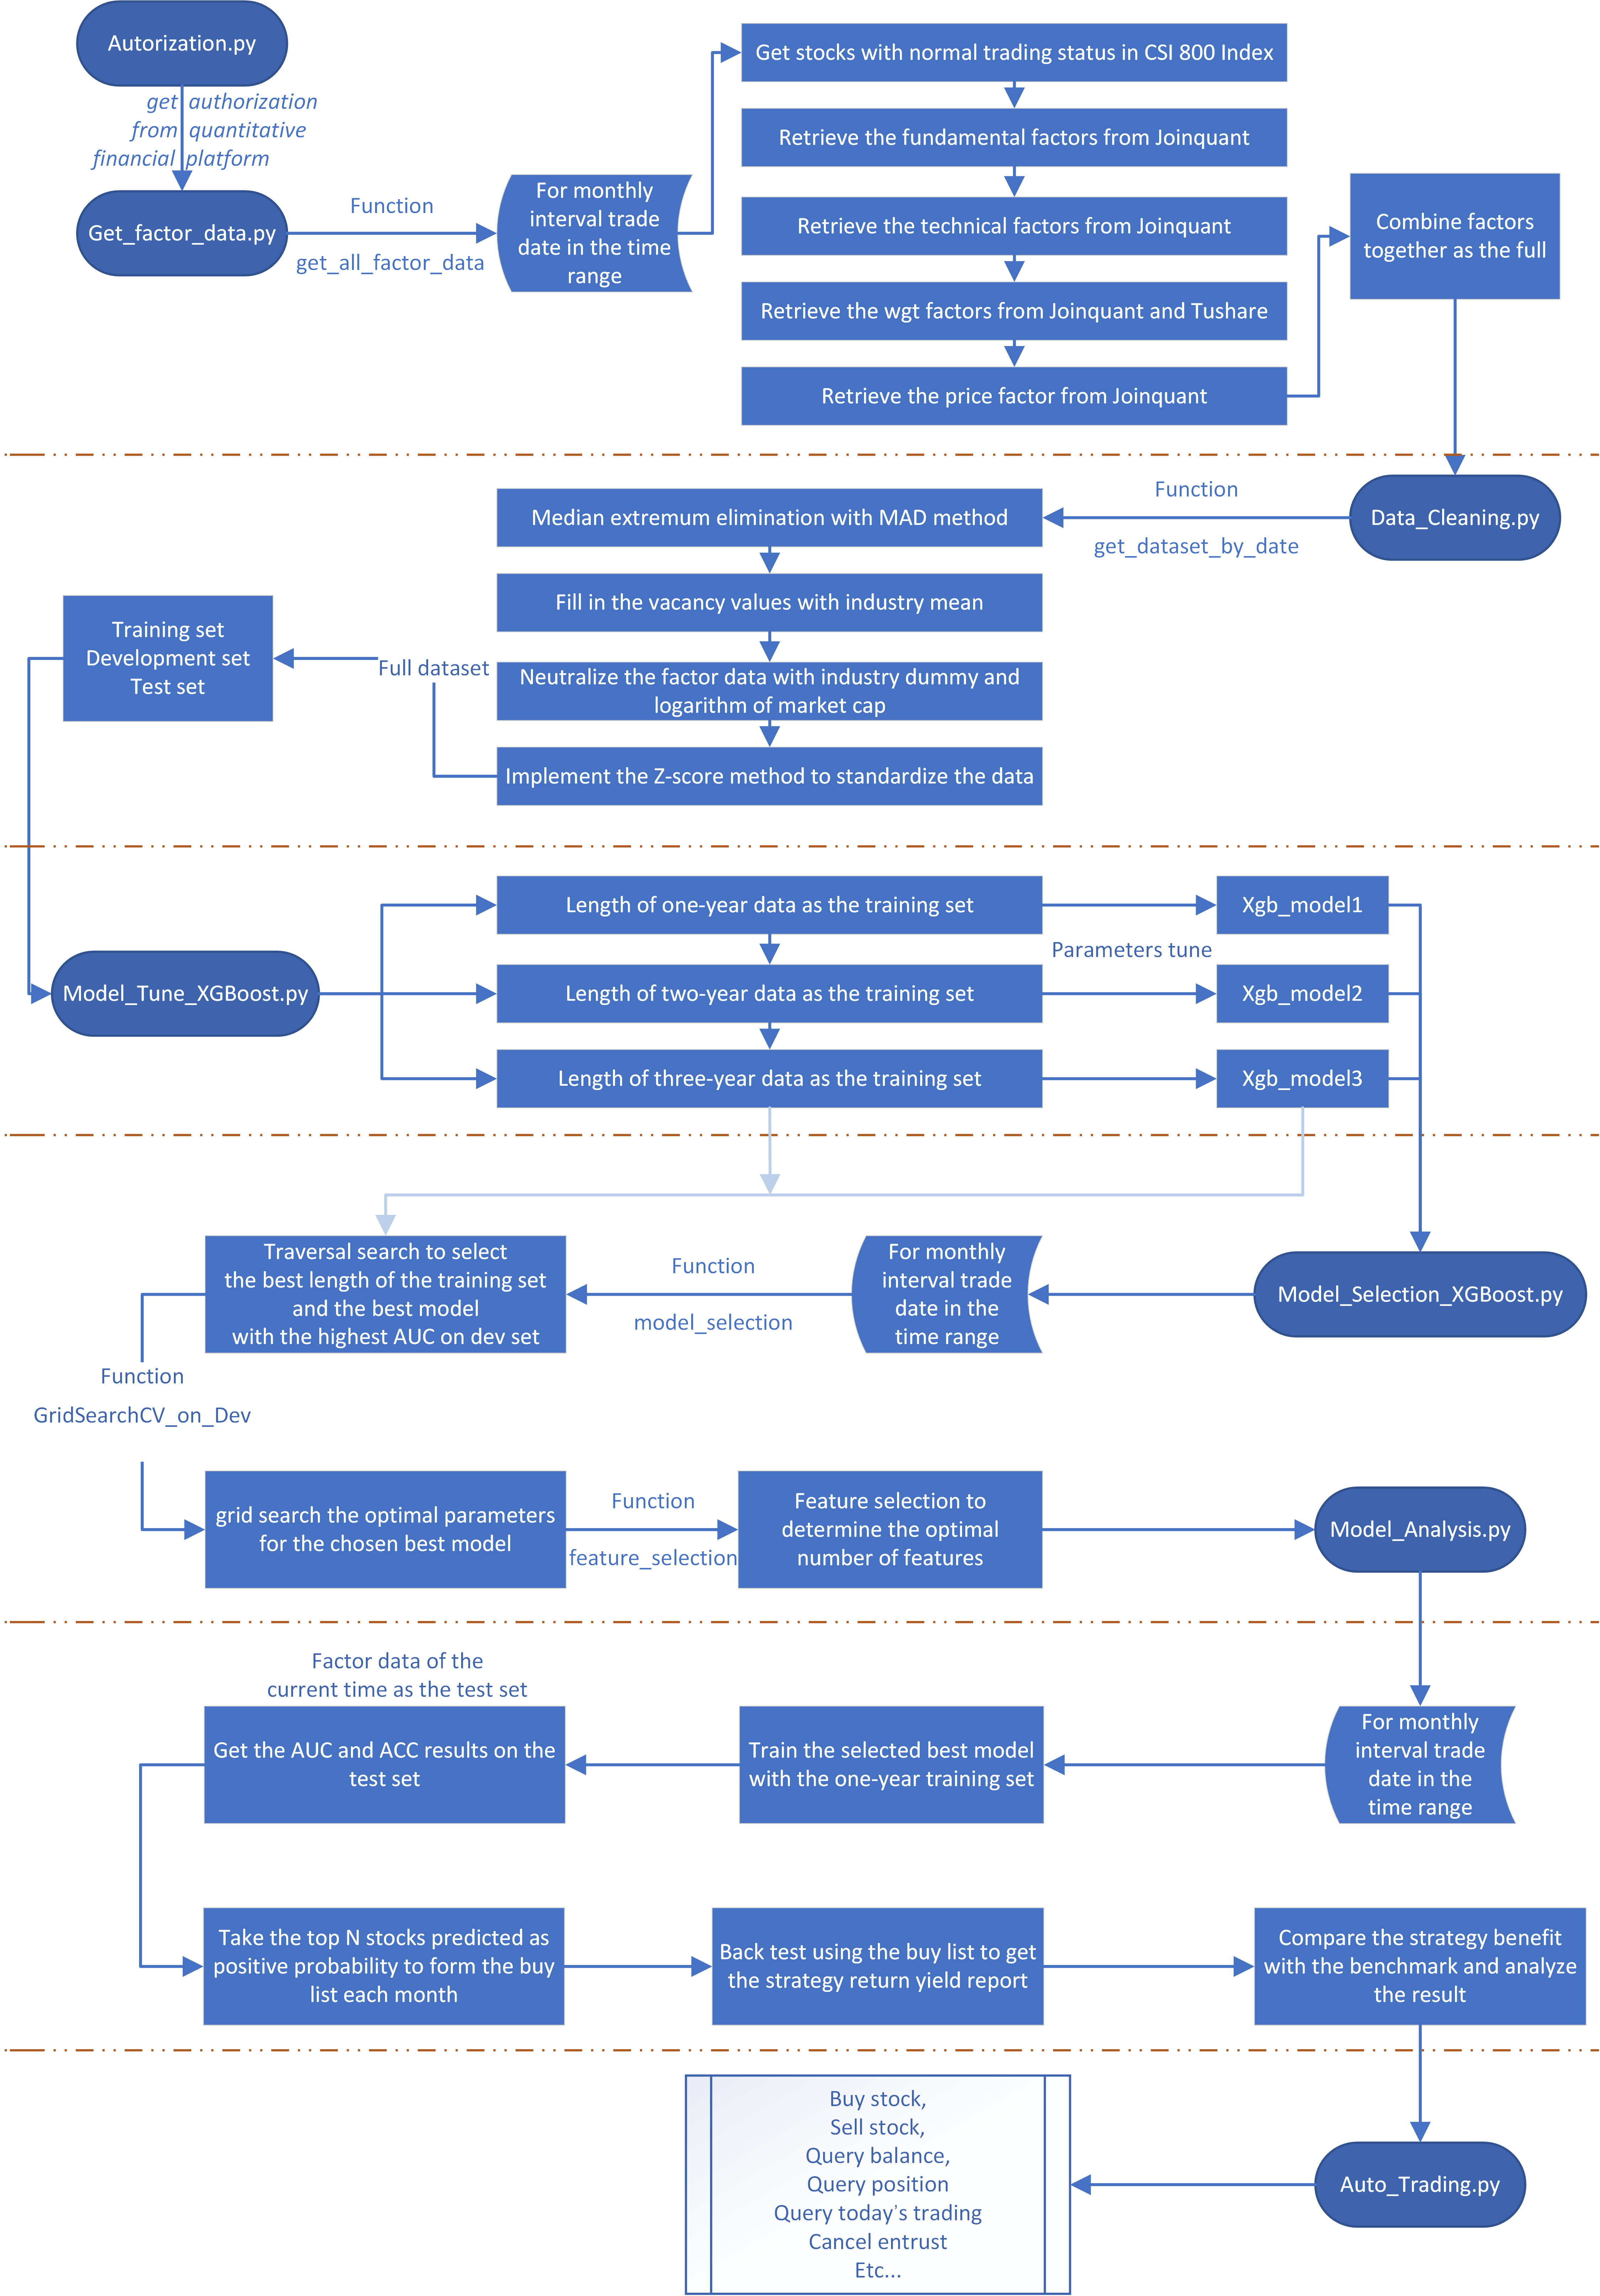 Autorization.py
get authorization
from quantitative
financial platform
Get_factor_data.py
Function
get_all_factor_data
For monthly
interval trade
date in the time
range
Get stocks with normal trading status in CSI 800 Index
Retrieve the fundamental factors from Joinquant
Retrieve the technical factors from Joinquant
Retrieve the wgt factors from Joinquant and Tushare
Retrieve the price factor from Joinquant
Combine factors
together as the full
Data_Cleaning.py
Function
get_dataset_by_date
Median extremum elimination with MAD method
Fill in the vacancy values with industry mean
Neutralize the factor data with industry dummy and
logarithm of market cap
Implement the Z-score method to standardize the data
Full dataset
Training set
Development set
Test set
Model_Tune_XGBoost.py
Length of one-year data as the training set
Length of two-year data as the training set
Length of three-year data as the training set
Parameters tune
Xgb_model1
Xgb_model2
Xgb_model3
Model_Selection_XGBoost.py
For monthly
interval trade
date in the
time range
Function
model_selection
Traversal search to select
the best length of the training set
and the best model
with the highest AUC on dev set
Function
GridSearchCV_on_Dev
grid search the optimal parameters
for the chosen best model
Function
feature_selection
Feature selection to
determine the optimal
number of features
Model_Analysis.py
For monthly
interval trade
date in the
time range
Train the selected best model
with the one-year training set
Factor data of the
current time as the test set
Get the AUC and ACC results on the
test set
Take the top N stocks predicted as
positive probability to form the buy
list each month
Back test using the buy list to get
the strategy return yield report
Compare the strategy benefit
with the benchmark and analyze
the result
Auto_Trading.py
Buy stock,
Sell stock,
Query balance,
Query position
Query today's trading
Cancel entrust
Etc...